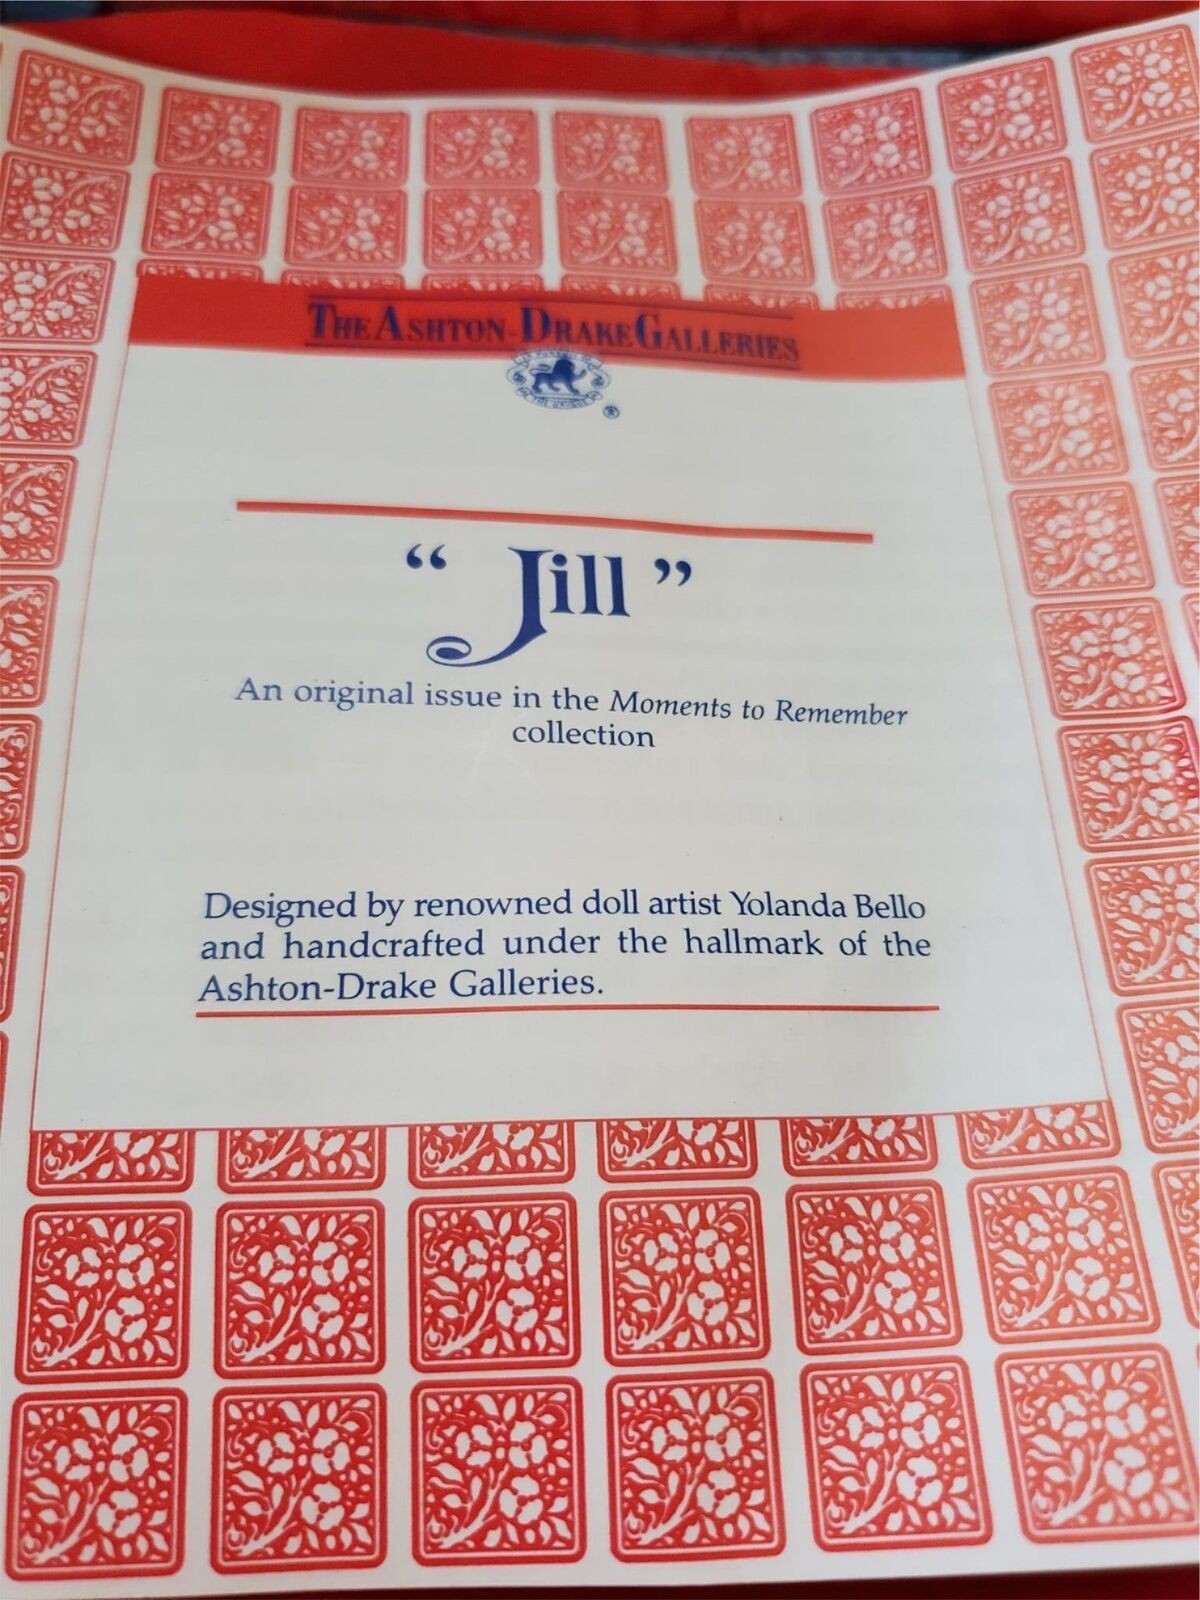 THE ASHTON-DRAKE GALLERIES
®
“Jill”
An original issue in the Moments to Remember
collection
Designed by renowned doll artist Yolanda Bello
and handcrafted under the hallmark of the
Ashton-Drake Galleries.